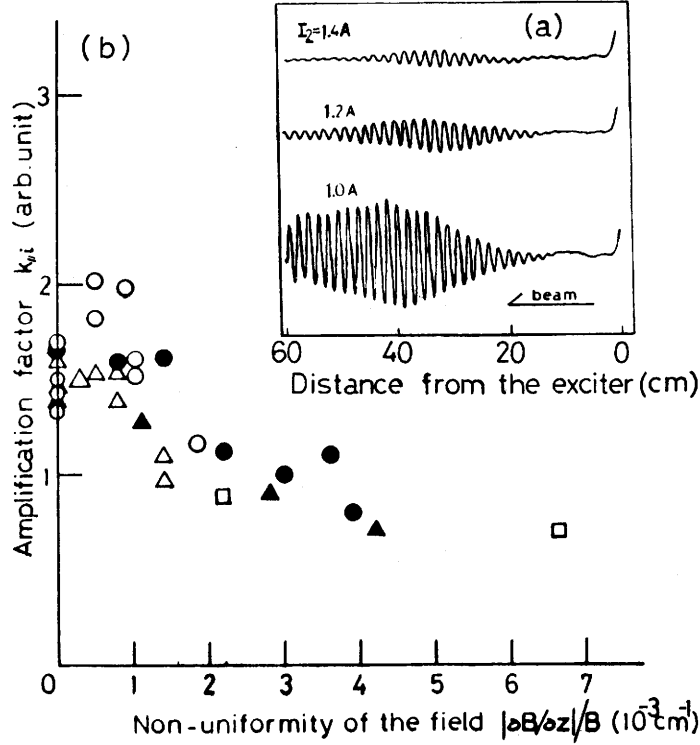 (b)
(a)
I₂=1.4A
1.2A
1.0A
beam
60 40 20 0
Distance from the exciter (cm)
Amplification factor k〃i (arb.unit)
3
2
1
0 1 2 3 4 5 6 7
Non-uniformity of the field |∂B/∂z|/B (10⁻³cm⁻¹)